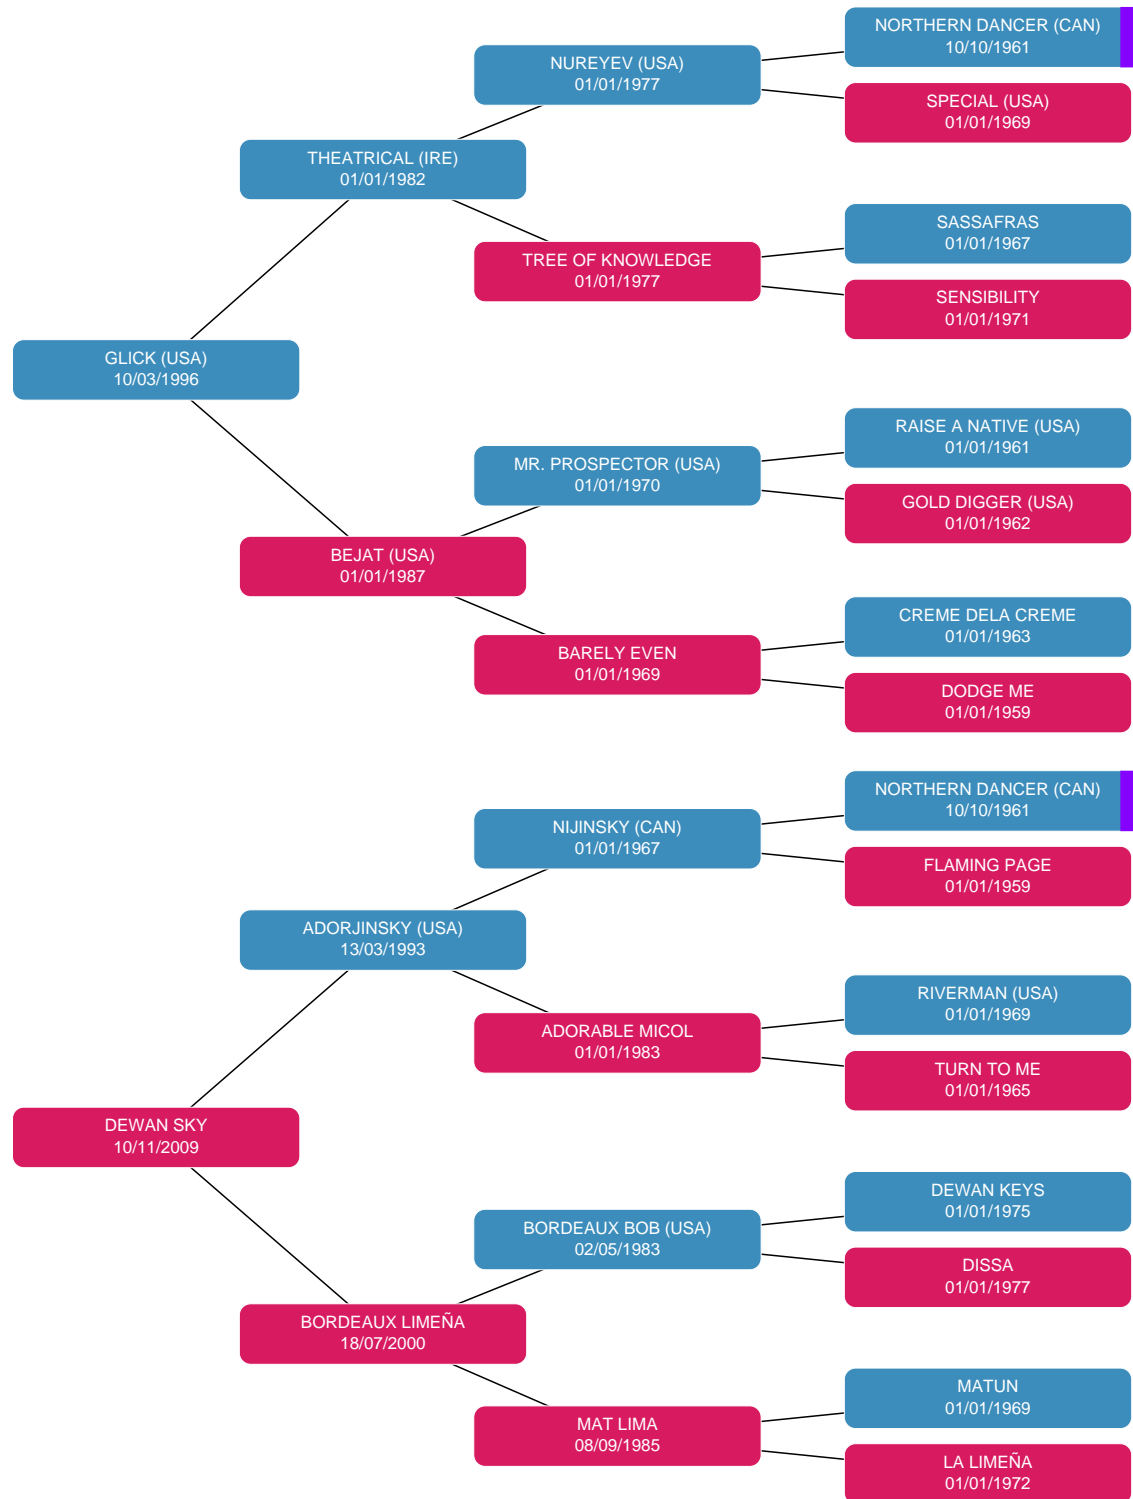 NORTHERN DANCER (CAN)
10/10/1961
NUREYEV (USA)
01/01/1977
SPECIAL (USA)
01/01/1969
THEATRICAL (IRE)
01/01/1982
SASSAFRAS
01/01/1967
TREE OF KNOWLEDGE
01/01/1977
SENSIBILITY
01/01/1971
GLICK (USA)
10/03/1996
RAISE A NATIVE (USA)
01/01/1961
MR. PROSPECTOR (USA)
01/01/1970
GOLD DIGGER (USA)
01/01/1962
BEJAT (USA)
01/01/1987
CREME DELA CREME
01/01/1963
BARELY EVEN
01/01/1969
DODGE ME
01/01/1959
NORTHERN DANCER (CAN)
10/10/1961
NIJINSKY (CAN)
01/01/1967
FLAMING PAGE
01/01/1959
ADORJINSKY (USA)
13/03/1993
RIVERMAN (USA)
01/01/1969
ADORABLE MICOL
01/01/1983
TURN TO ME
01/01/1965
DEWAN SKY
10/11/2009
DEWAN KEYS
01/01/1975
BORDEAUX BOB (USA)
02/05/1983
DISSA
01/01/1977
BORDEAUX LIMEÑA
18/07/2000
MATUN
01/01/1969
MAT LIMA
08/09/1985
LA LIMEÑA
01/01/1972